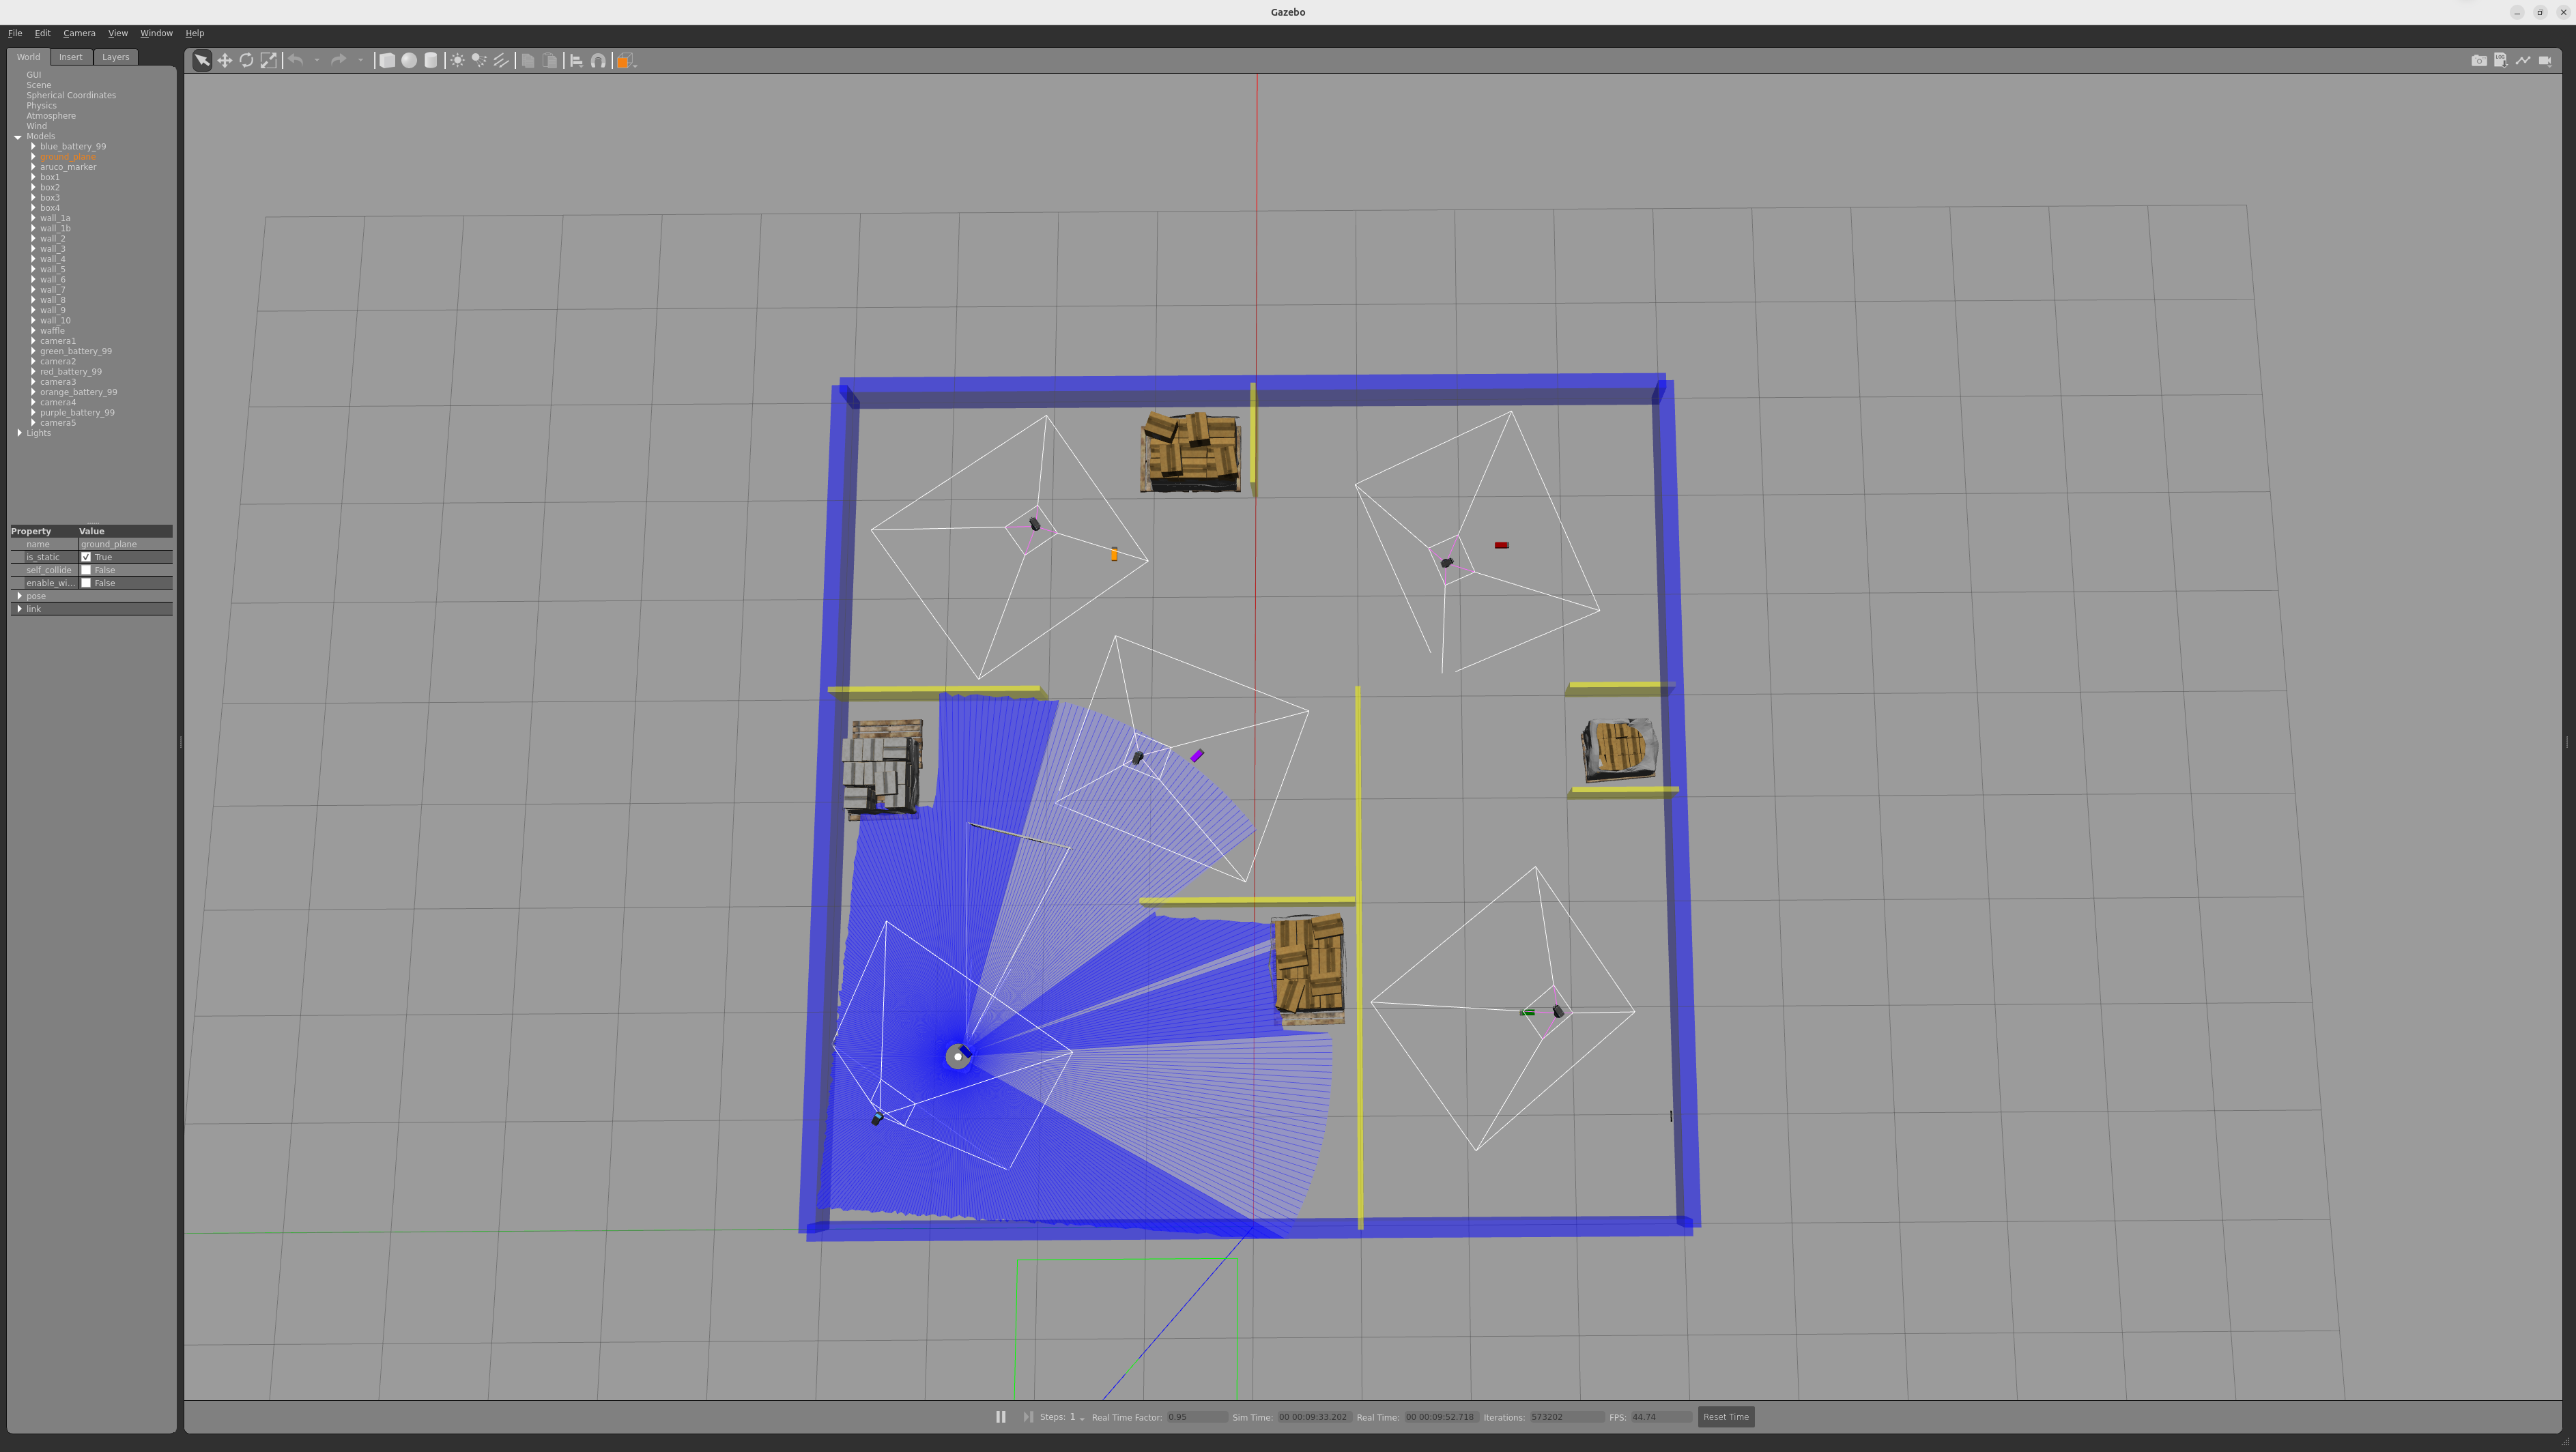 Gazebo
File Edit Camera View Window Help
World Insert Layers
GUI
Scene
Spherical Coordinates
Physics
Atmosphere
Wind
Models
blue_battery_99
ground_plane
aruco_marker
box1
box2
box3
box4
wall_1a
wall_1b
wall_2
wall_3
wall_4
wall_5
wall_6
wall_7
wall_8
wall_9
wall_10
waffle
camera1
green_battery_99
camera2
red_battery_99
camera3
orange_battery_99
camera4
purple_battery_99
camera5
Lights
Property Value
name ground_plane
is_static True
self_collide False
enable_wi... False
pose
link
Steps: 1 Real Time Factor: 0.95 Sim Time: 00 00:09:33.202 Real Time: 00 00:09:52.718 Iterations: 573202 FPS: 44.74 Reset Time